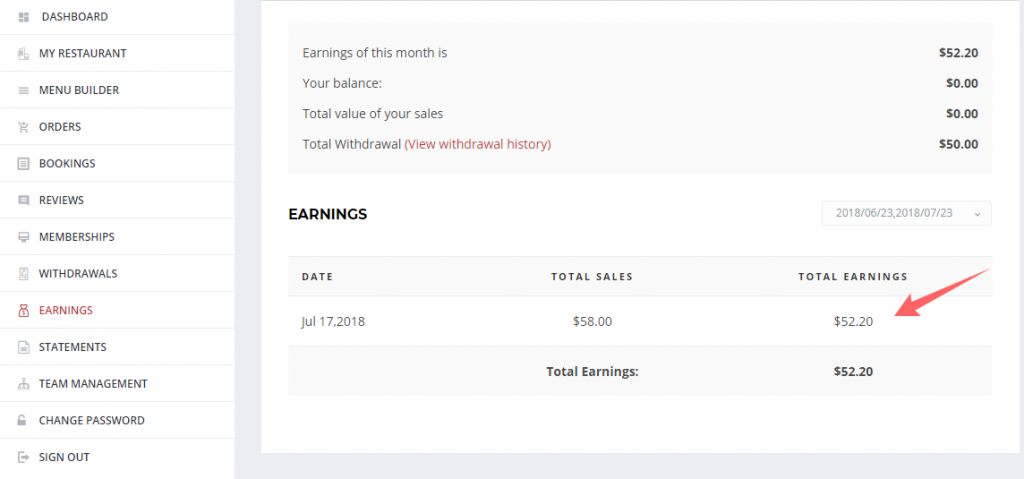 DASHBOARD
MY RESTAURANT
MENU BUILDER
ORDERS
BOOKINGS
REVIEWS
MEMBERSHIPS
WITHDRAWALS
EARNINGS
STATEMENTS
TEAM MANAGEMENT
CHANGE PASSWORD
SIGN OUT
Earnings of this month is $52.20
Your balance: $0.00
Total value of your sales $0.00
Total Withdrawal (View withdrawal history) $50.00
EARNINGS 2018/06/23,2018/07/23
DATE TOTAL SALES TOTAL EARNINGS
Jul 17,2018 $58.00 $52.20
Total Earnings: $52.20